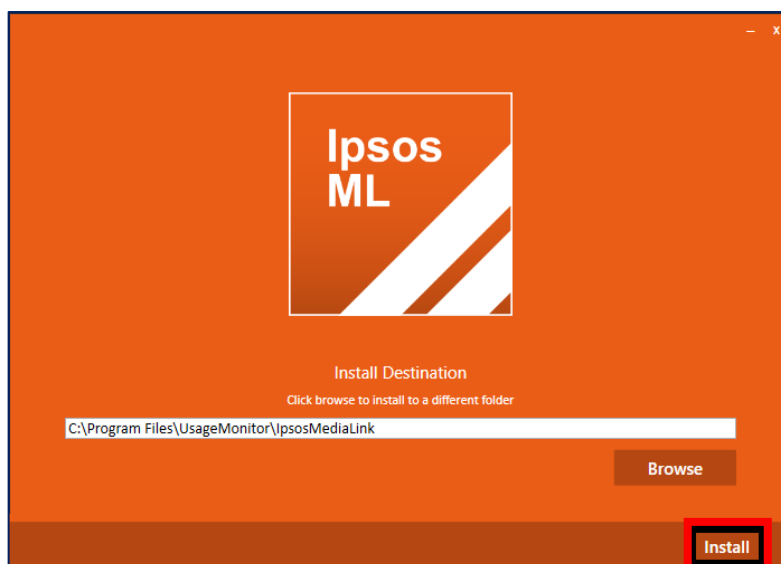 – x
Ipsos
ML
Install Destination
Click browse to install to a different folder
C:\Program Files\UsageMonitor\IpsosMediaLink
Browse
Install